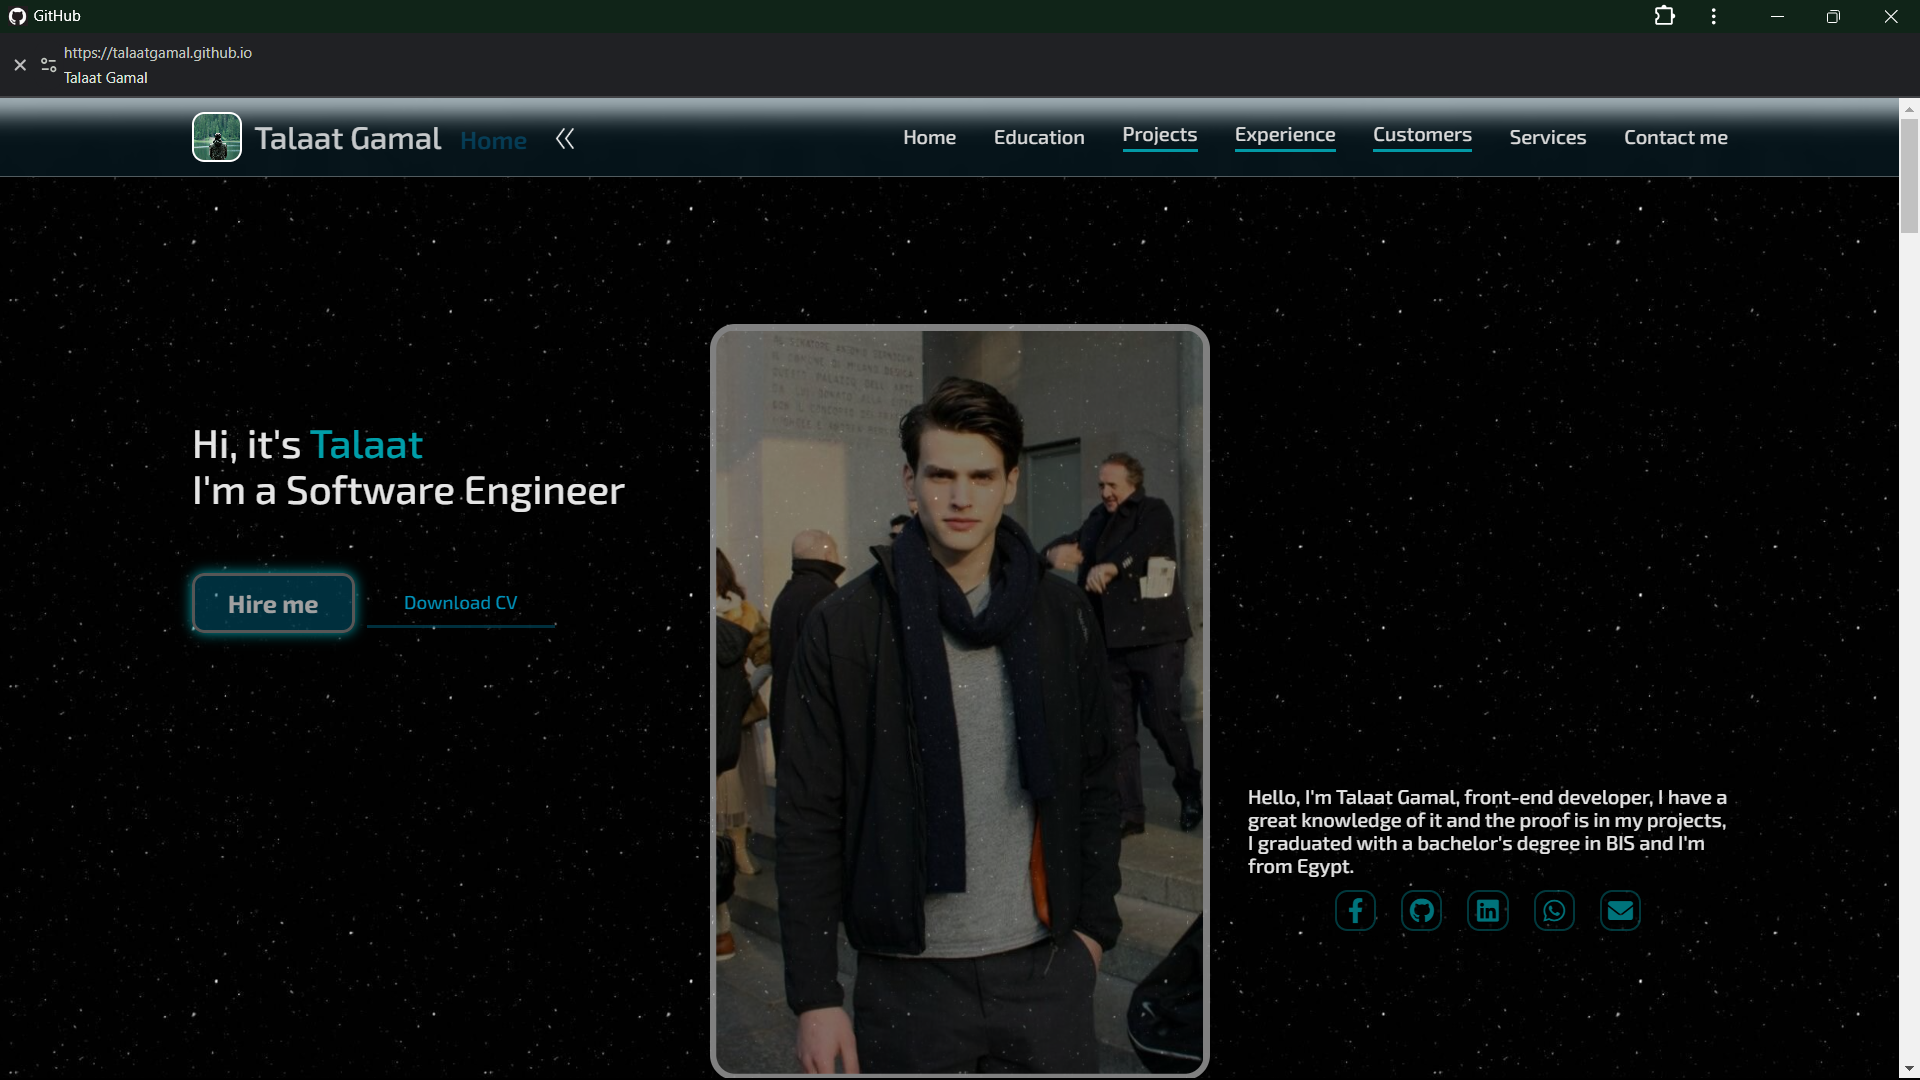 GitHub
https://talaatgamal.github.io
Talaat Gamal
Talaat Gamal Home
Home Education Projects Experience Customers Services Contact me
Hi, it's Talaat
I'm a Software Engineer
Hire me Download CV
Hello, I'm Talaat Gamal, front-end developer, I have a
great knowledge of it and the proof is in my projects,
I graduated with a bachelor's degree in BIS and I'm
from Egypt.